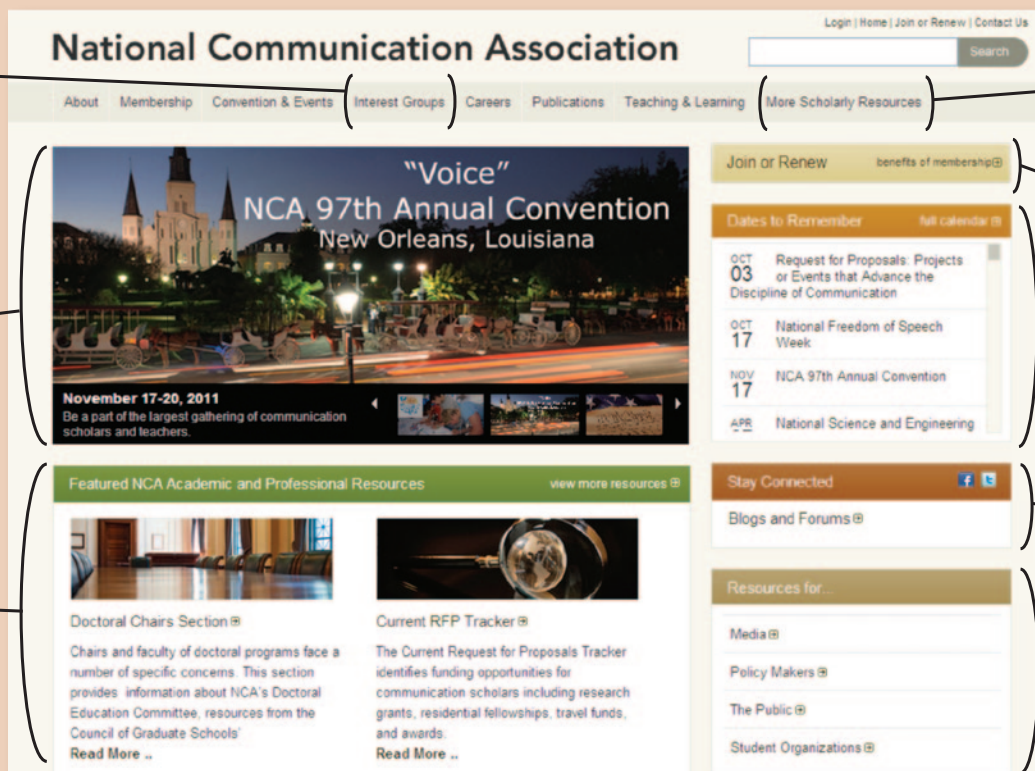 Login | Home | Join or Renew | Contact Us
National Communication Association
Search
About Membership Convention & Events Interest Groups Careers Publications Teaching & Learning More Scholarly Resources
"Voice"
NCA 97th Annual Convention
New Orleans, Louisiana
November 17-20, 2011
Be a part of the largest gathering of communication
scholars and teachers.
Featured NCA Academic and Professional Resources view more resources
Doctoral Chairs Section
Chairs and faculty of doctoral programs face a
number of specific concerns. This section
provides information about NCA's Doctoral
Education Committee, resources from the
Council of Graduate Schools'
Read More ..
Current RFP Tracker
The Current Request for Proposals Tracker
identifies funding opportunities for
communication scholars including research
grants, residential fellowships, travel funds,
and awards.
Read More ..
Join or Renew benefits of membership
Dates to Remember full calendar
OCT
03
Request for Proposals: Projects
or Events that Advance the
Discipline of Communication
OCT
17
National Freedom of Speech
Week
NOV
17
NCA 97th Annual Convention
APR
National Science and Engineering
Stay Connected
Blogs and Forums
Resources for...
Media
Policy Makers
The Public
Student Organizations